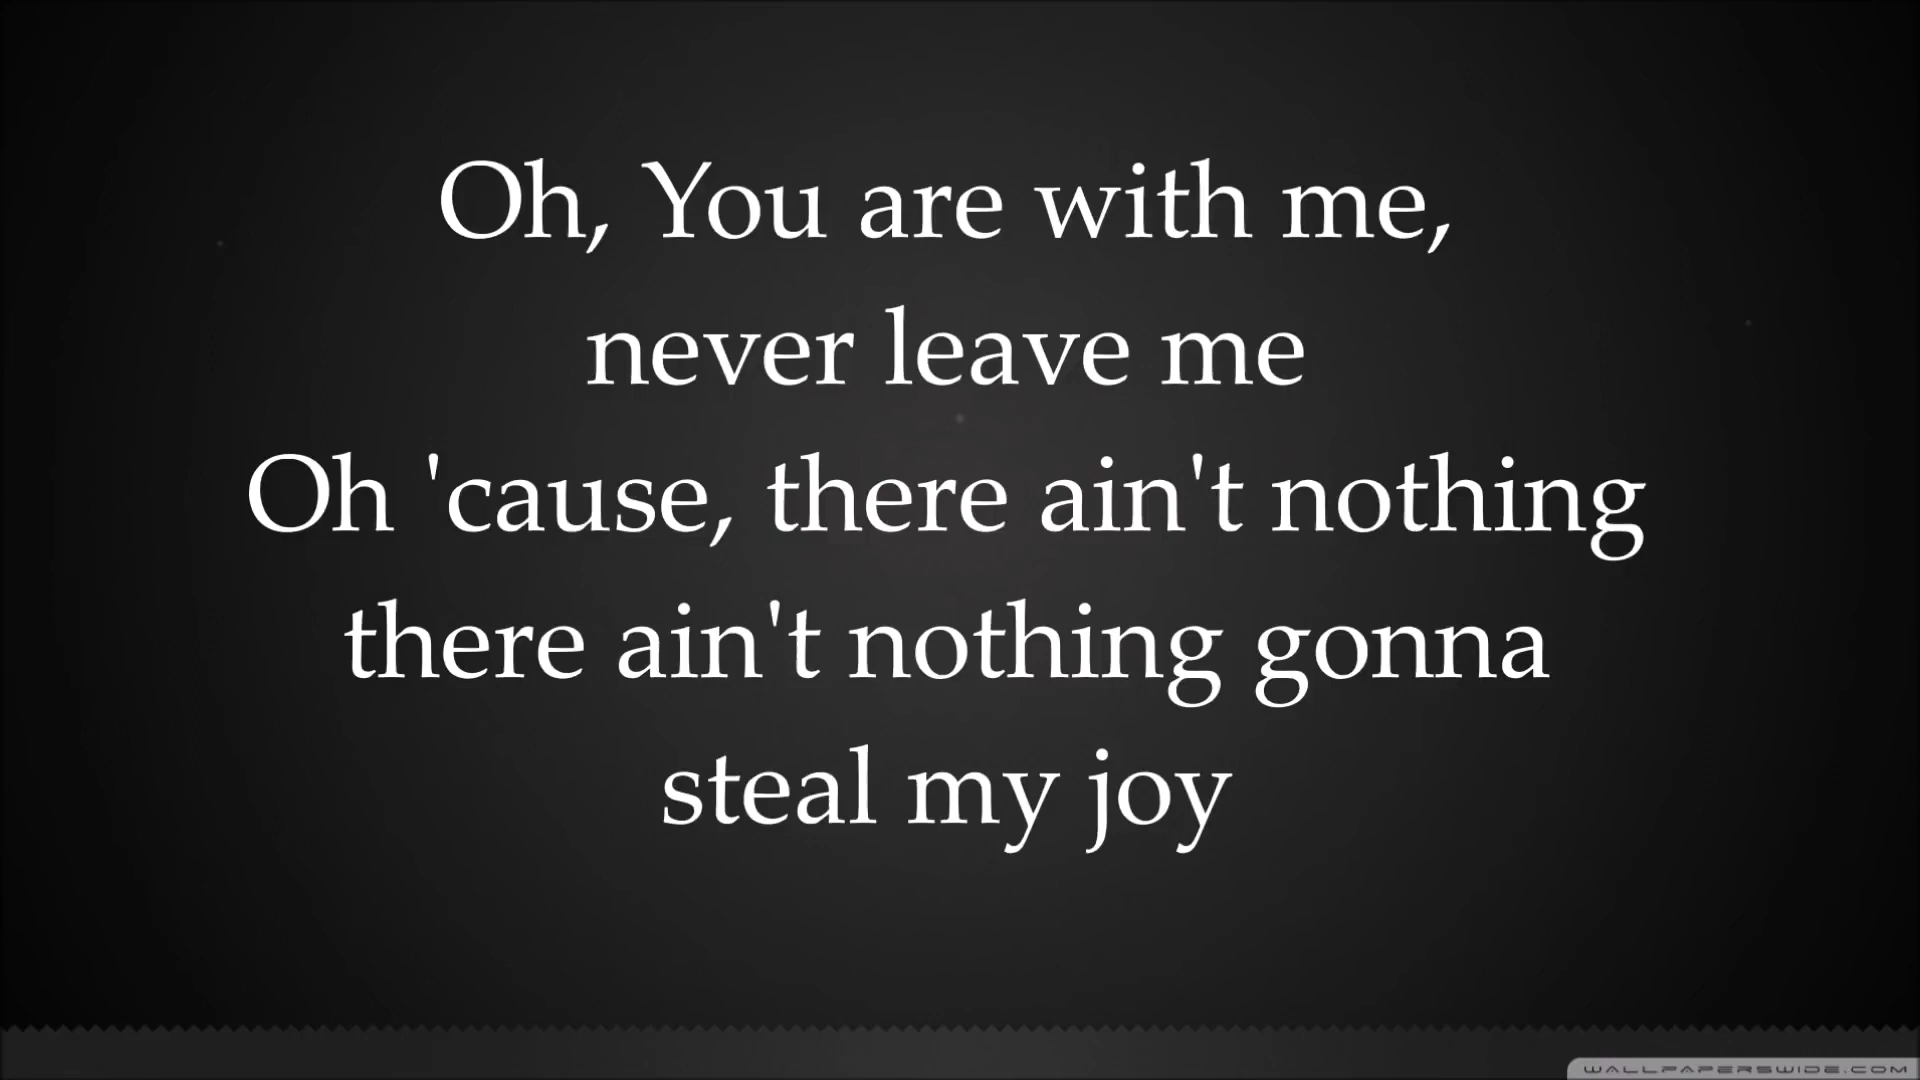 Oh, You are with me,
never leave me
Oh 'cause, there ain't nothing
there ain't nothing gonna
steal my joy
WALLPAPERSWIDE.COM